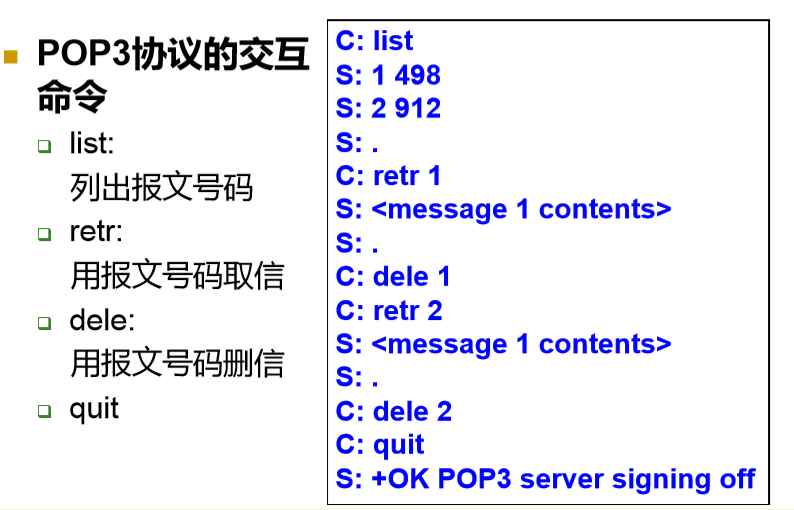 POP3协议的交互
命令
list:
列出报文号码
retr:
用报文号码取信
dele:
用报文号码删信
quit
C: list
S: 1 498
S: 2 912
S: .
C: retr 1
S: <message 1 contents>
S: .
C: dele 1
C: retr 2
S: <message 1 contents>
S: .
C: dele 2
C: quit
S: +OK POP3 server signing off